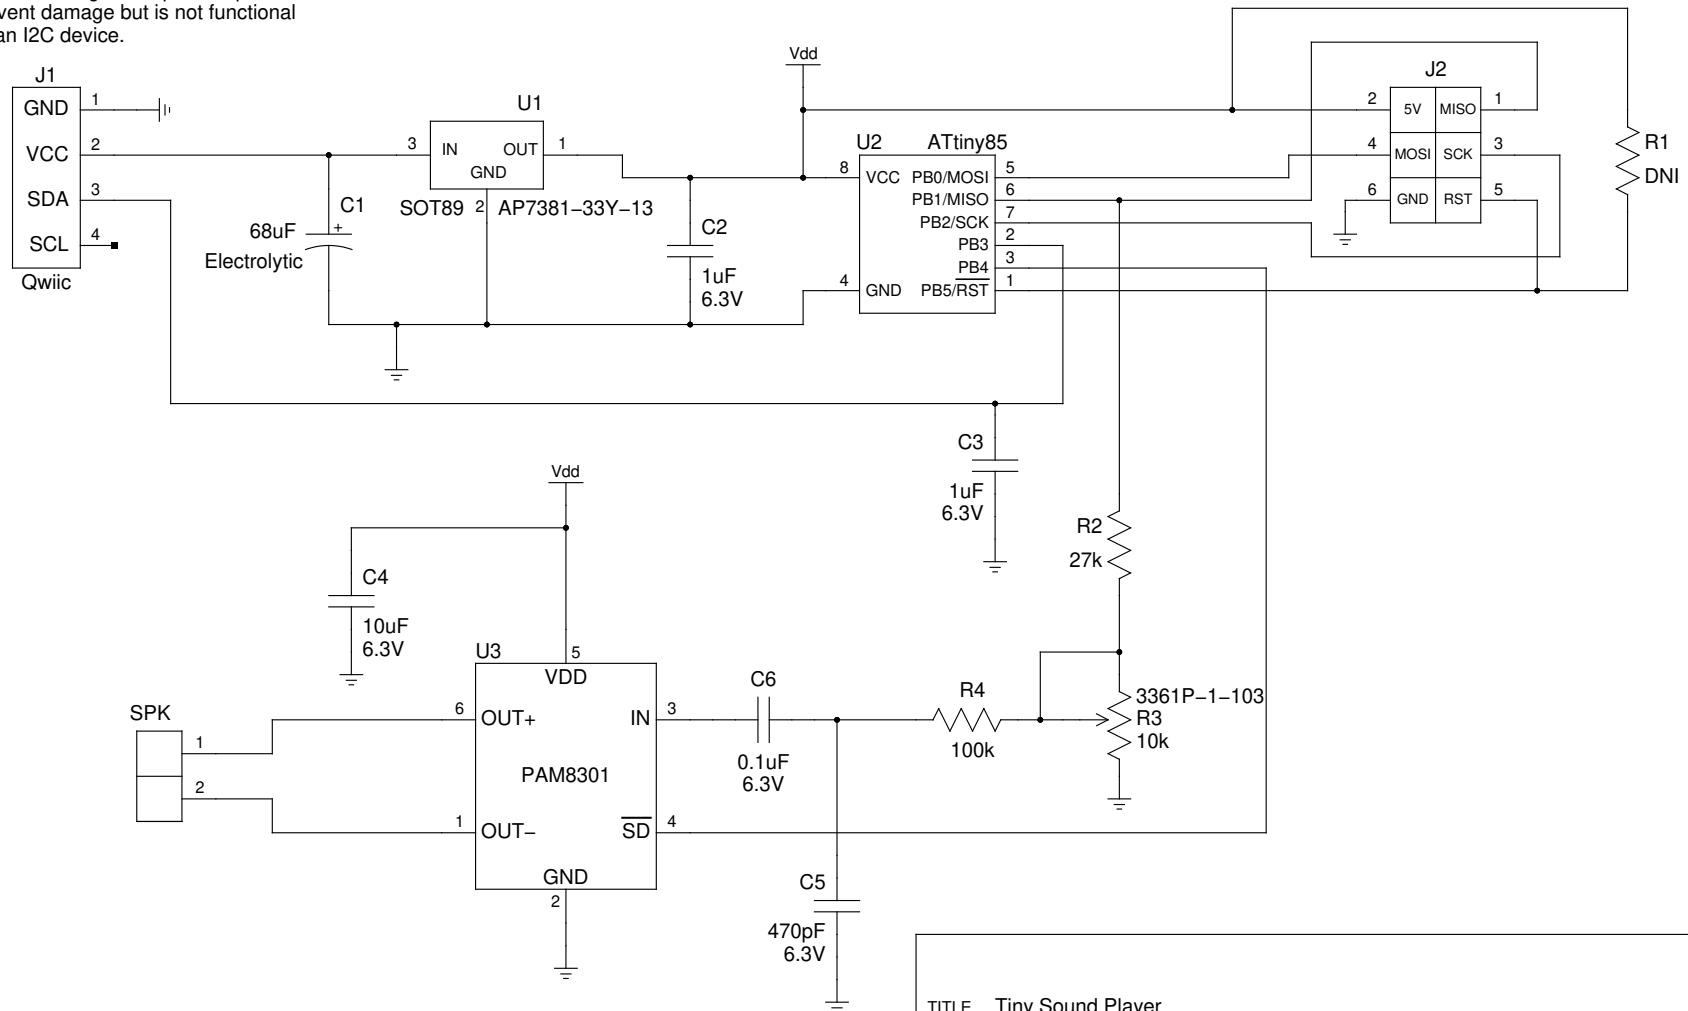 vent damage but is not functional
an I2C device.
J1
GND 1
VCC 2
SDA 3
SCL 4
Qwiic
C1
+
68uF
Electrolytic
U1
3 IN OUT 1
GND
SOT89 2 AP7381-33Y-13
C2
1uF
6.3V
Vdd
U2 ATtiny85
8 VCC PB0/MOSI 5
PB1/MISO 6
PB2/SCK 7
PB3 2
PB4 3
4 GND PB5/RST 1
J2
2 5V MISO 1
4 MOSI SCK 3
6 GND RST 5
R1
DNI
C3
1uF
6.3V
R2
27k
Vdd
C4
10uF
6.3V
U3
5
VDD
6 OUT+ IN 3
PAM8301
1 OUT− SD 4
GND
2
SPK
1
2
C6
0.1uF
6.3V
R4
100k
3361P-1-103
R3
10k
C5
470pF
6.3V
TITLE Tiny Sound Player